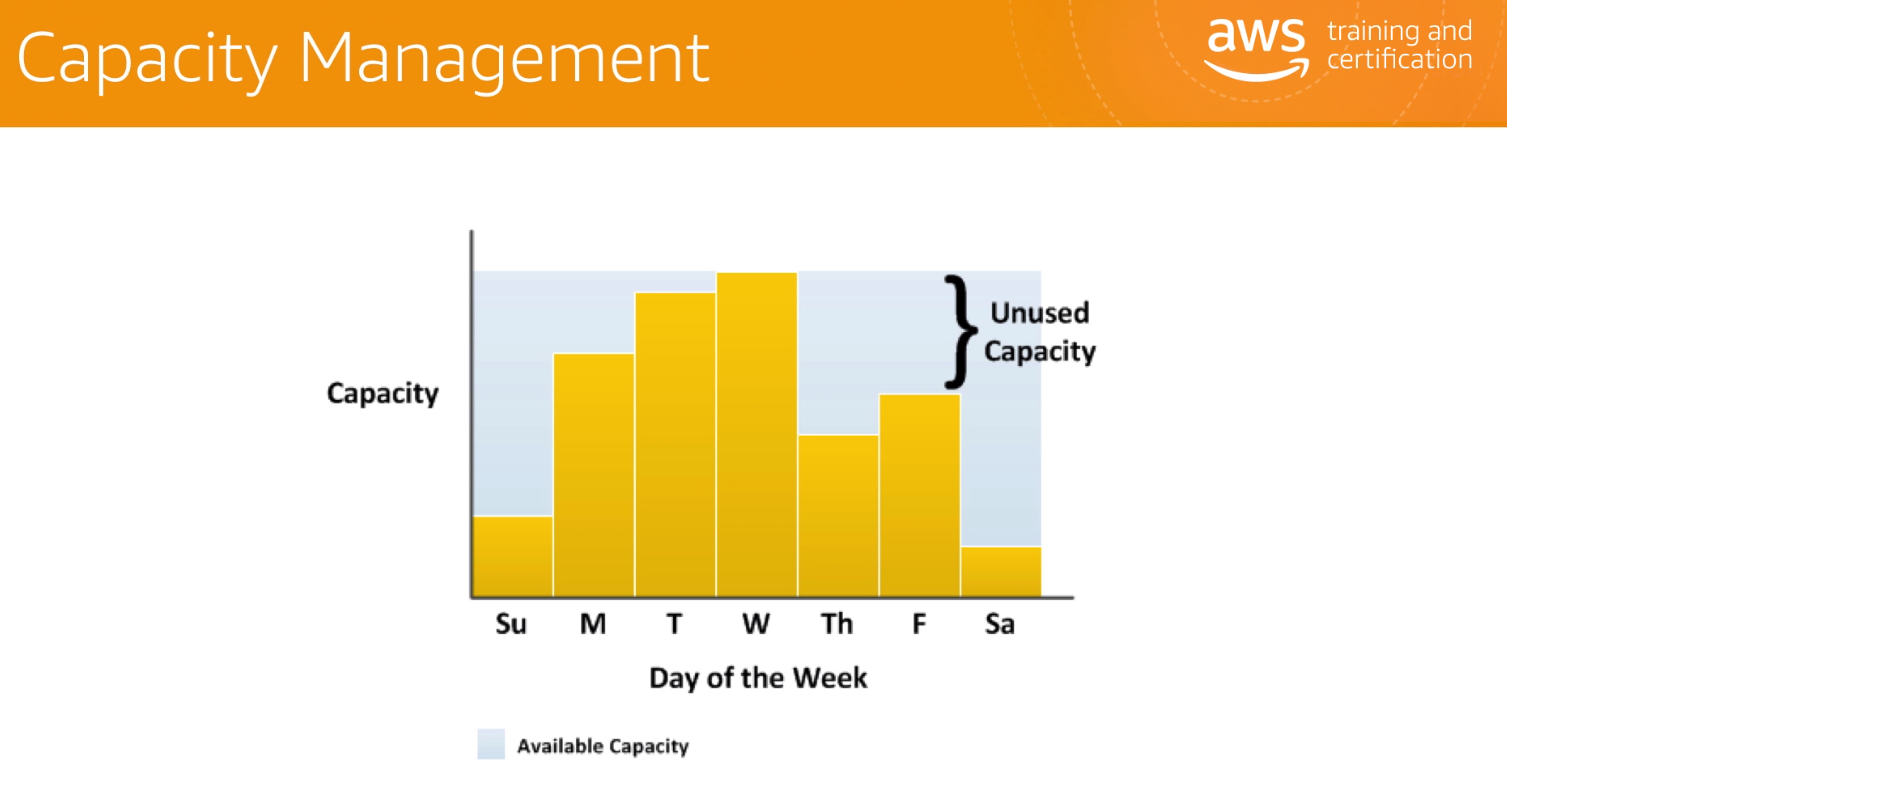 Capacity Management
aws
training and
certification
Unused
Capacity
Capacity
Su M T W Th F Sa
Day of the Week
Available Capacity